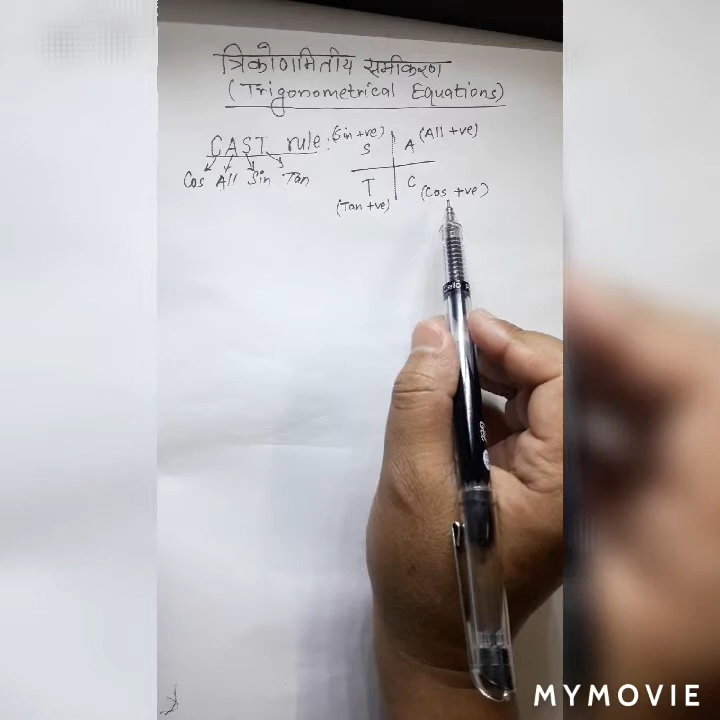 त्रिकोणमितीय समीकरण
(Trigonometrical Equations)
CAST rule:
Cos All Sin Tan
(Sin +ve) (All +ve)
S A
T C
(Tan +ve) (Cos +ve)
Cello
MYMOVIE